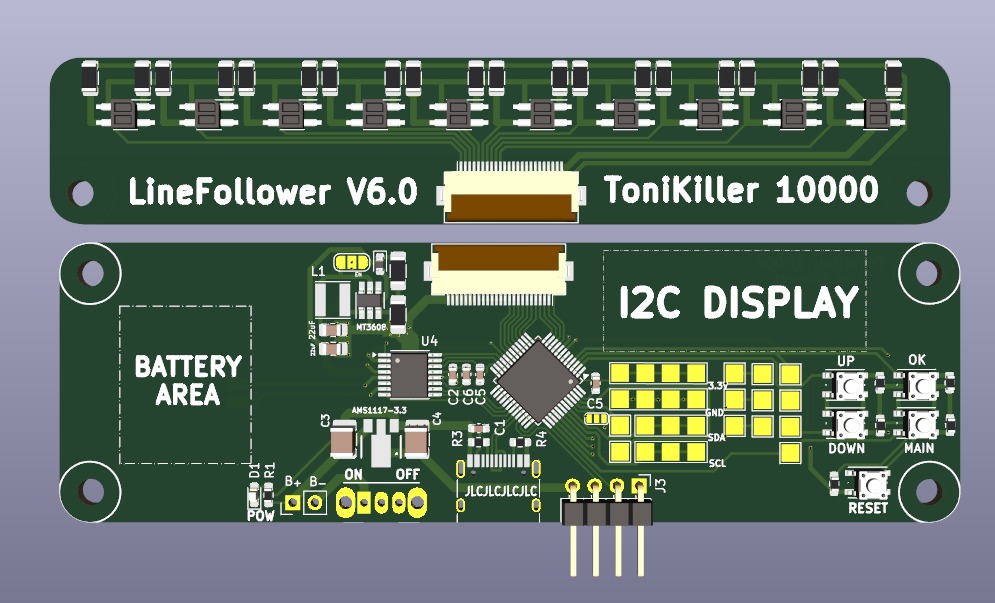 LineFollower V6.0
ToniKiller 10000
L1
EN
MT3608
22uF
22uF
I2C DISPLAY
BATTERY
AREA
U4
C2
C6
C5
C5
UP
OK
3.3V
GND
SDA
SCL
DOWN
MAIN
AMS1117-3.3
C3
C4
R3
C1
R4
ON
OFF
D1
R1
B+
B-
POW
JLCJLCJLCJLC
J3
RESET